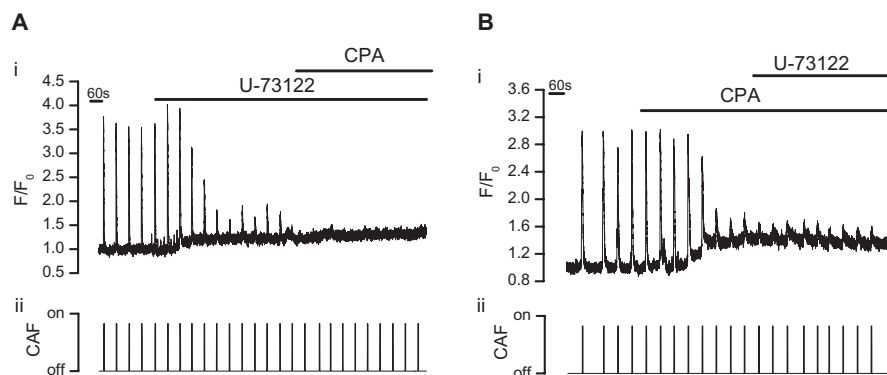 A
i
CPA
U-73122
60s
4.5
4.0
3.5
3.0
2.5
2.0
1.5
1.0
0.5
F/F0
ii
on
off
CAF
B
i
U-73122
CPA
60s
3.6
3.2
2.8
2.4
2.0
1.6
1.2
0.8
F/F0
ii
on
off
CAF